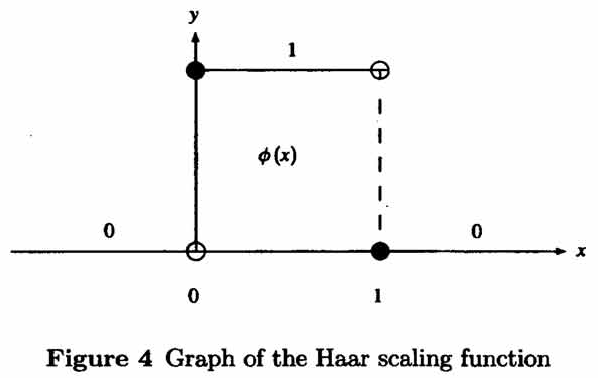 y
1
ϕ(x)
0
0
x
0
1
Figure 4 Graph of the Haar scaling function